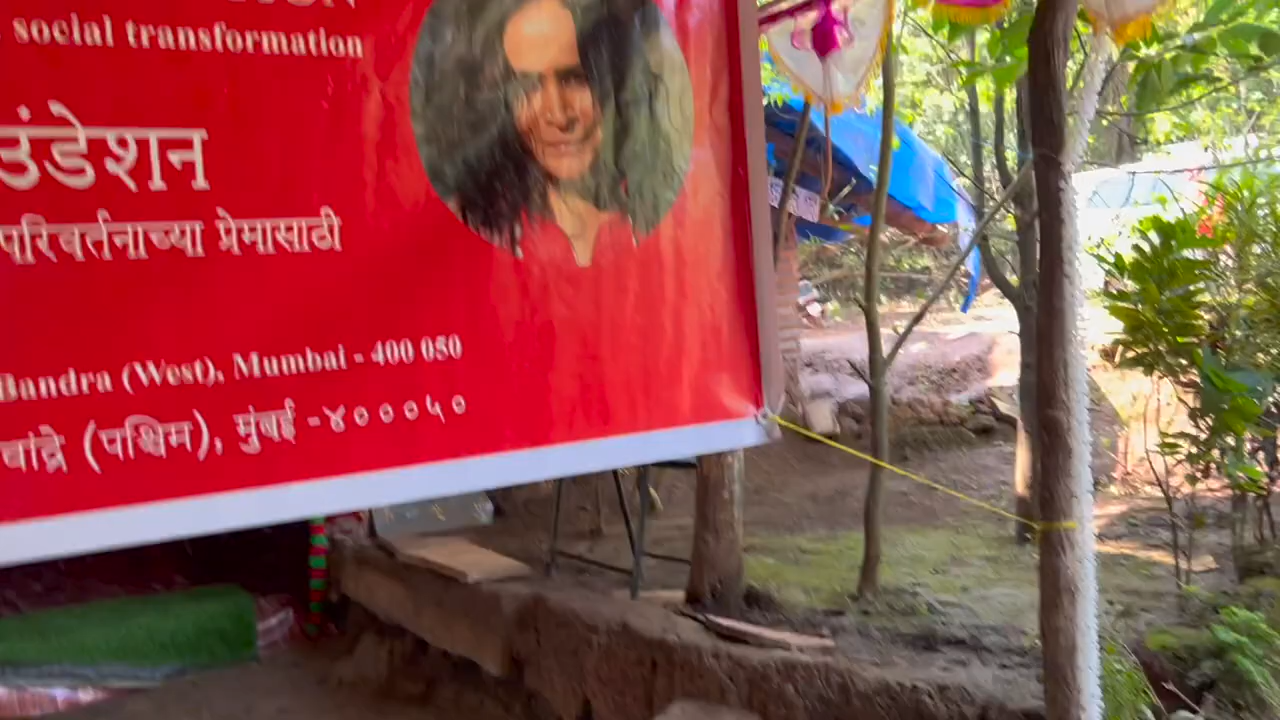 social transformation
उंडेशन
परिवर्तनाच्या प्रेमासाठी
Bandra (West), Mumbai - 400 050
वांद्रे (पश्चिम), मुंबई -४०००५०